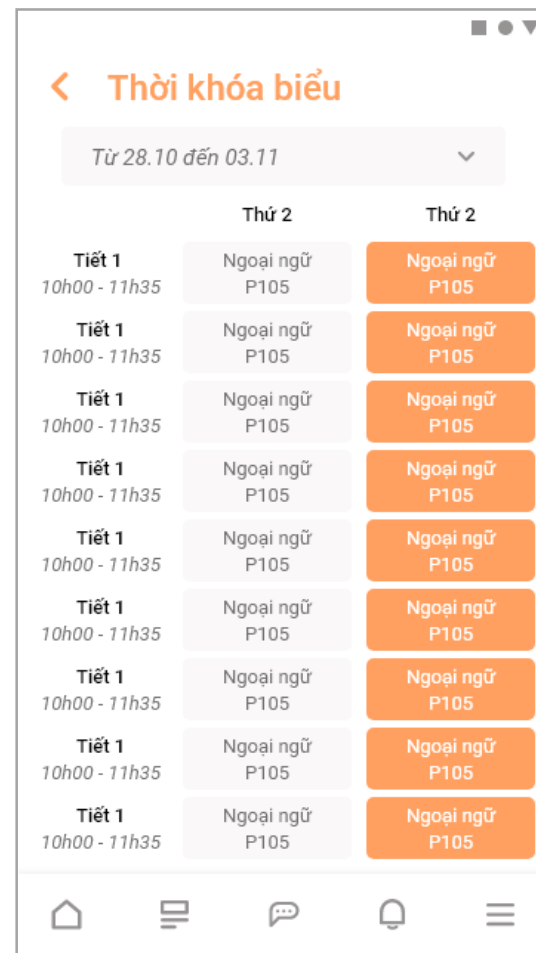 Thời khóa biểu
Từ 28.10 đến 03.11
Thứ 2 Thứ 2
Tiết 1 Ngoại ngữ Ngoại ngữ
10h00 - 11h35 P105 P105
Tiết 1 Ngoại ngữ Ngoại ngữ
10h00 - 11h35 P105 P105
Tiết 1 Ngoại ngữ Ngoại ngữ
10h00 - 11h35 P105 P105
Tiết 1 Ngoại ngữ Ngoại ngữ
10h00 - 11h35 P105 P105
Tiết 1 Ngoại ngữ Ngoại ngữ
10h00 - 11h35 P105 P105
Tiết 1 Ngoại ngữ Ngoại ngữ
10h00 - 11h35 P105 P105
Tiết 1 Ngoại ngữ Ngoại ngữ
10h00 - 11h35 P105 P105
Tiết 1 Ngoại ngữ Ngoại ngữ
10h00 - 11h35 P105 P105
Tiết 1 Ngoại ngữ Ngoại ngữ
10h00 - 11h35 P105 P105